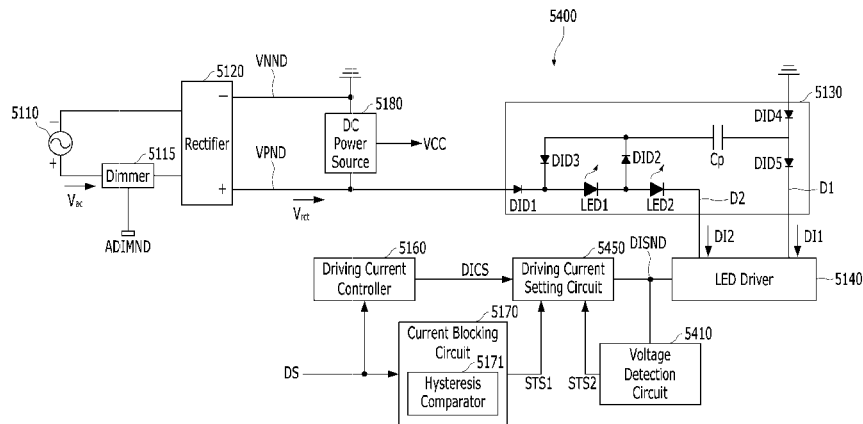 5400
5120
VNND
5180
5130
5110
−
−
DC
Power
Source
VCC
DID4
5115
Rectifier
DID3
DID2
Cp
DID5
+
Dimmer
VPND
Vac
+
Vrct
DID1
LED1
LED2
D2
D1
ADIMND
DISND
DI2
DI1
5160
5450
Driving Current
Controller
DICS
Driving Current
Setting Circuit
LED Driver
5140
5170
5410
Current Blocking
Circuit
5171
DS
Hysteresis
Comparator
STS1
STS2
Voltage
Detection
Circuit